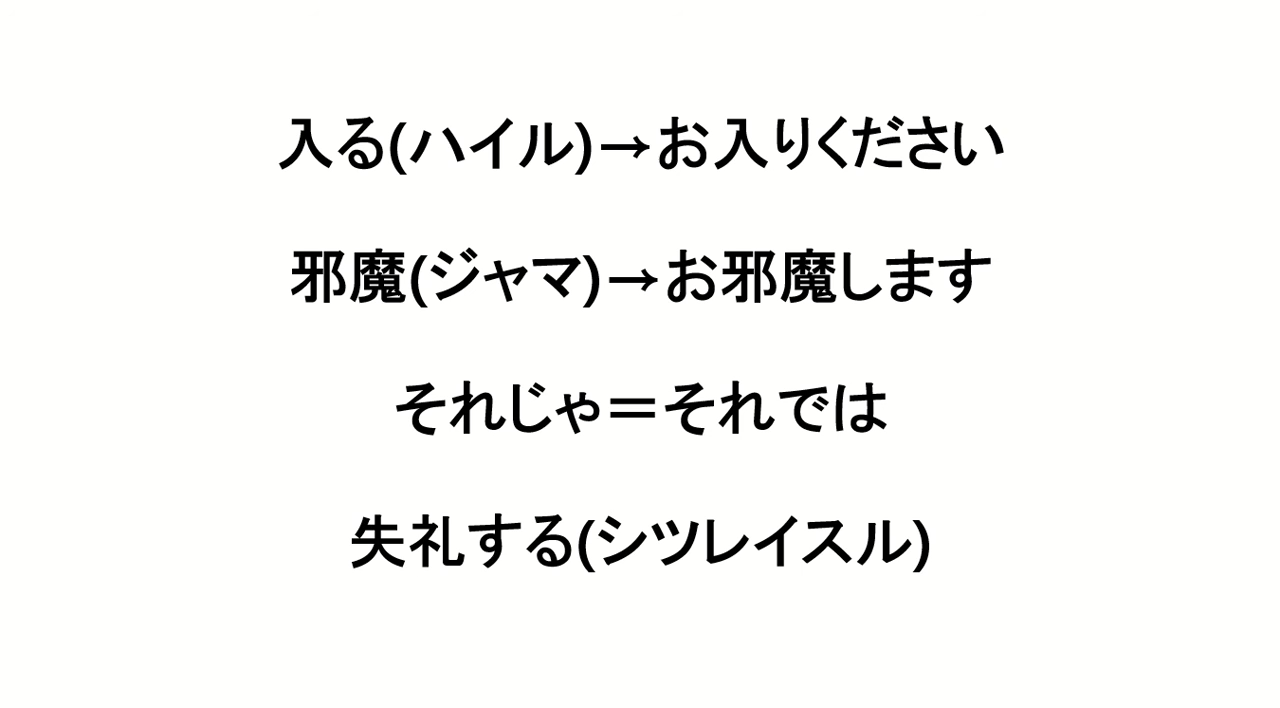 入る(ハイル)→お入りください
邪魔(ジャマ)→お邪魔します
それじゃ＝それでは
失礼する(シツレイスル)